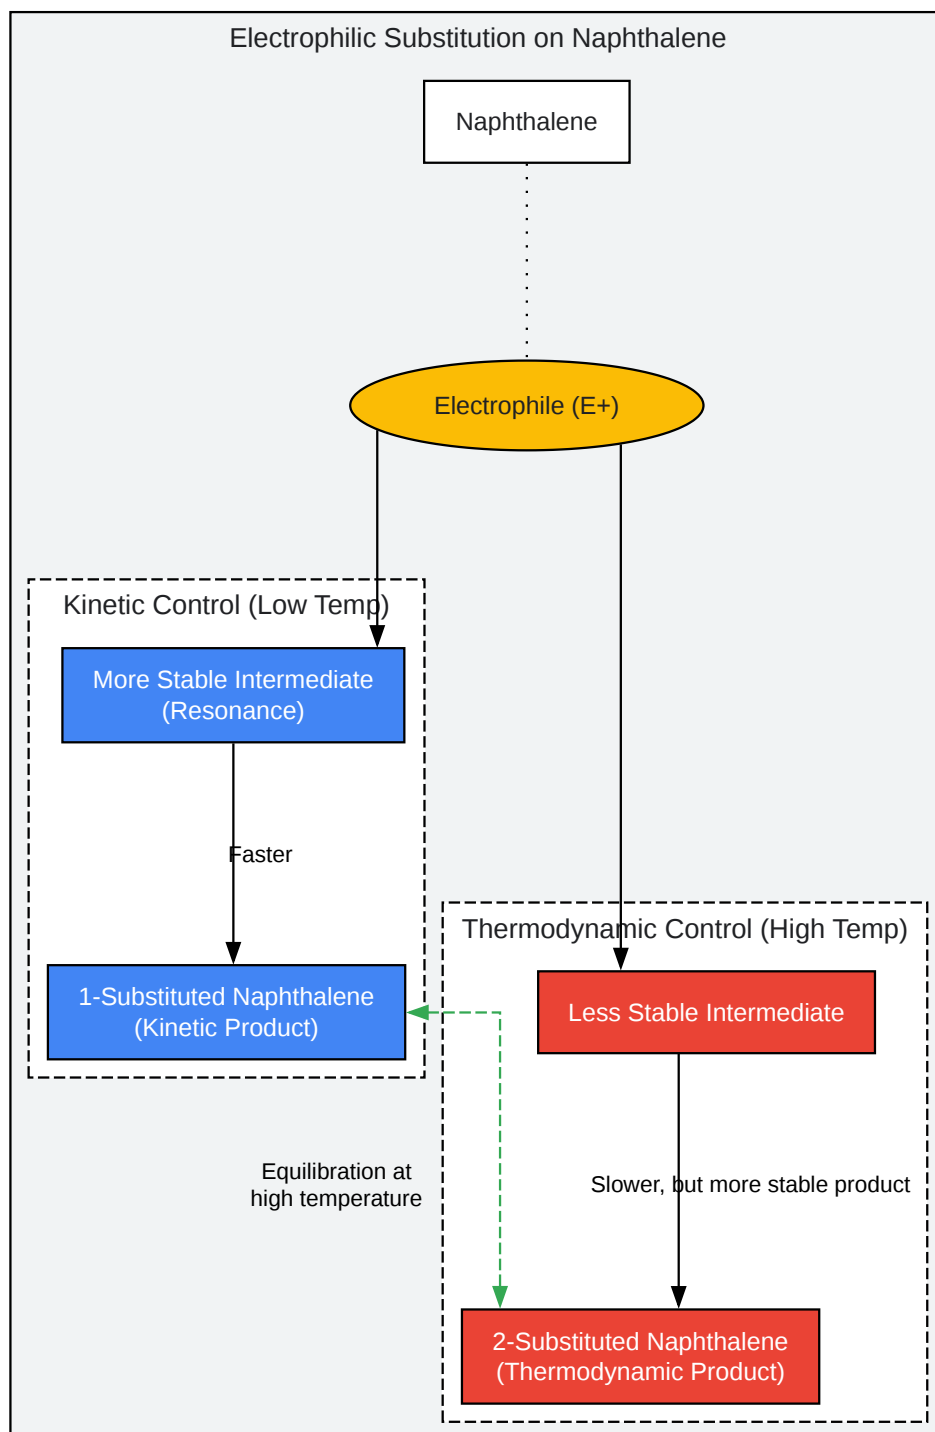 Electrophilic Substitution on Naphthalene
Naphthalene
Electrophile (E+)
Kinetic Control (Low Temp)
More Stable Intermediate
(Resonance)
Faster
1-Substituted Naphthalene
(Kinetic Product)
Thermodynamic Control (High Temp)
Less Stable Intermediate
Equilibration at
high temperature
Slower, but more stable product
2-Substituted Naphthalene
(Thermodynamic Product)